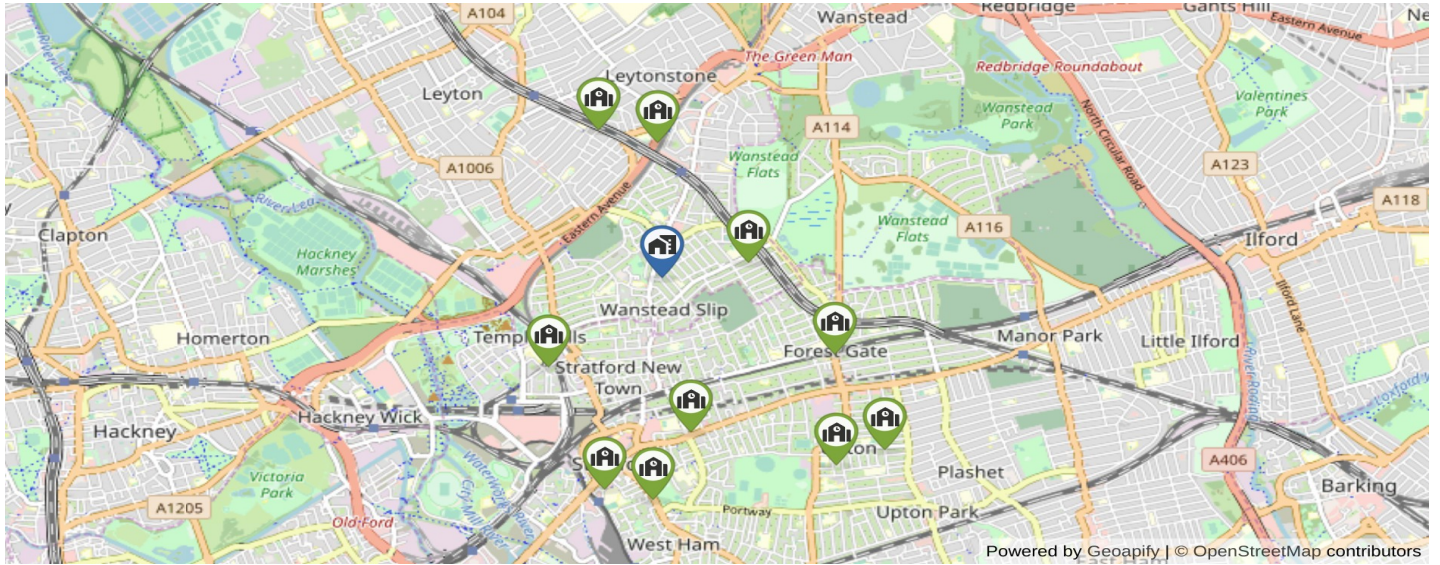 A104
Wanstead
Redbridge
Gants Hill
Eastern Avenue
The Green Man
Leytonstone
Redbridge Roundabout
Leyton
Wanstead
Park
Valentines
Park
North Circular Road
A114
A1006
Wanstead
Flats
A123
River Lea
A118
Clapton
Eastern Avenue
Wanstead
Flats
A116
Ilford
Hackney
Marshes
Ilford Lane
Wanstead Slip
Homerton
Manor Park
Little Ilford
Forest Gate
Stratford New
Town
Hackney Wick
Hackney
Plashet
A406
Victoria
Park
Barking
A1205
Portway
Upton Park
Old Ford
West Ham
Powered by Geoapify | © OpenStreetMap contributors